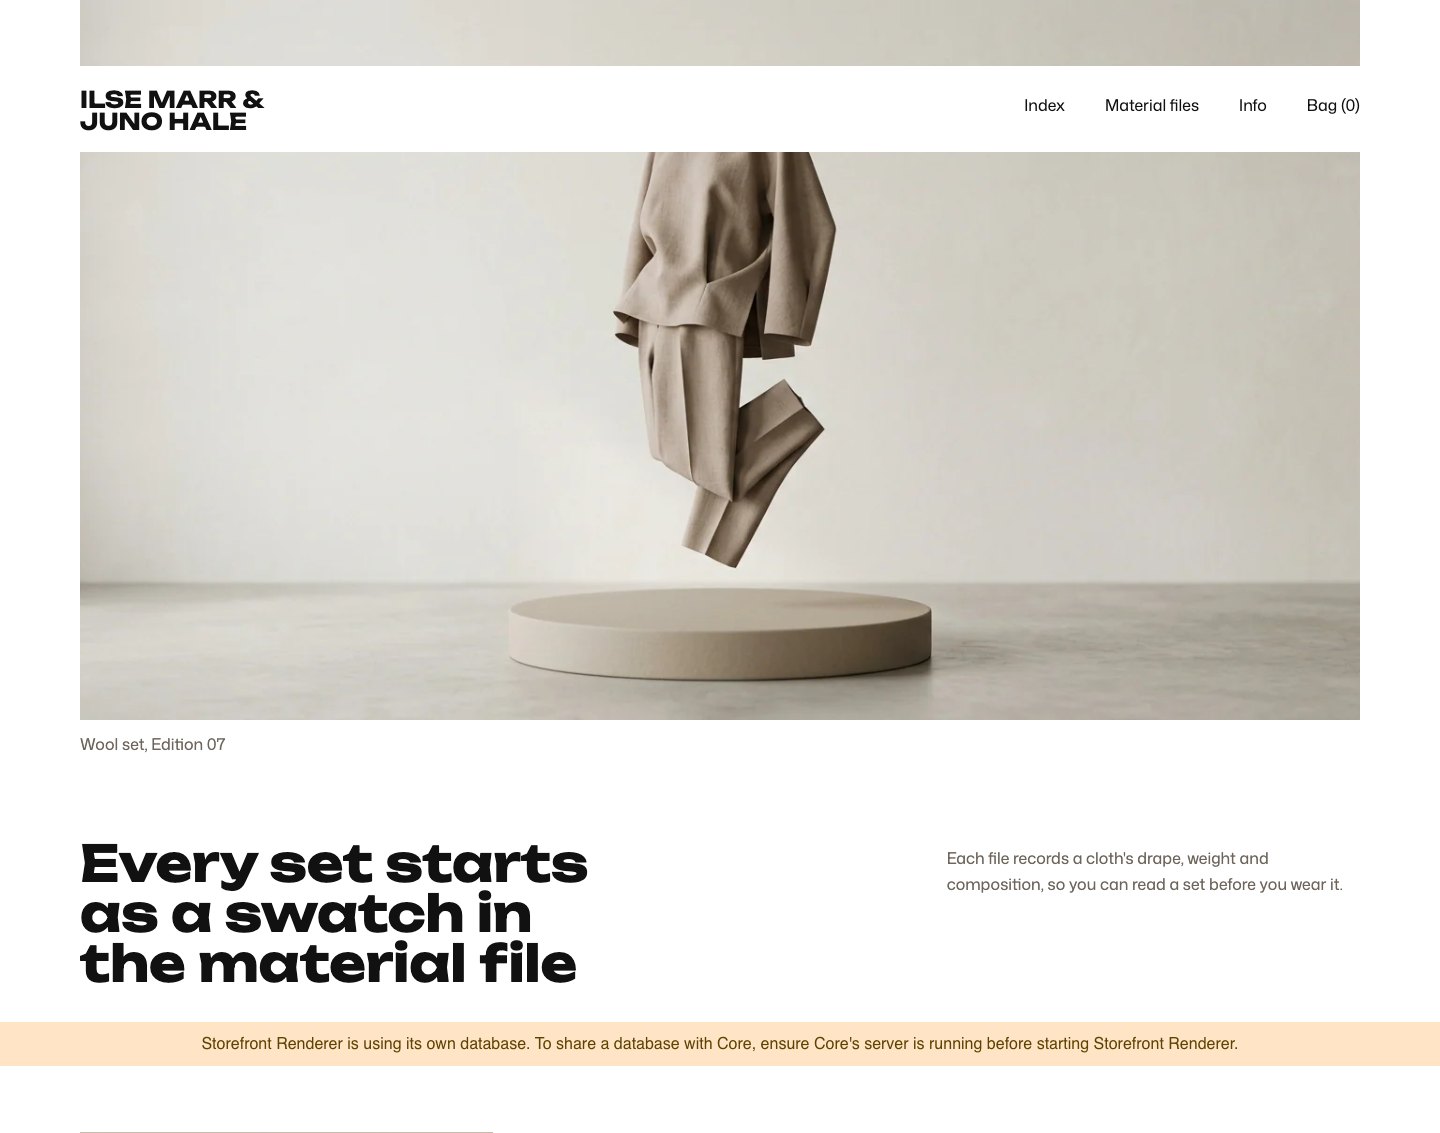 ILSE MARR &
JUNO HALE
Index
Material files
Info
Bag (0)
Wool set, Edition 07
Every set starts
as a swatch in
the material file
Each file records a cloth's drape, weight and
composition, so you can read a set before you wear it.
Storefront Renderer is using its own database. To share a database with Core, ensure Core's server is running before starting Storefront Renderer.